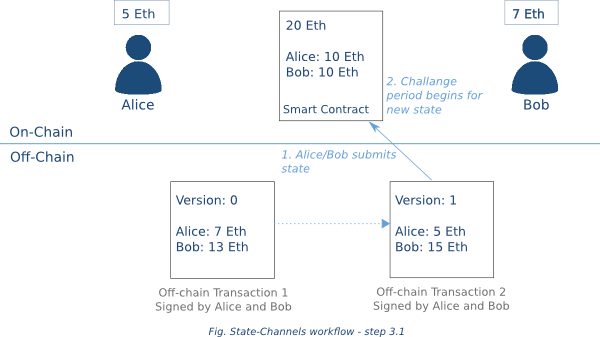 5 Eth
7 Eth
20 Eth
Alice: 10 Eth
Bob: 10 Eth
Smart Contract
Alice
Bob
2. Challange
period begins for
new state
On-Chain
Off-Chain
1. Alice/Bob submits
state
Version: 0
Alice: 7 Eth
Bob: 13 Eth
Version: 1
Alice: 5 Eth
Bob: 15 Eth
Off-chain Transaction 1
Signed by Alice and Bob
Off-chain Transaction 2
Signed by Alice and Bob
Fig. State-Channels workflow - step 3.1